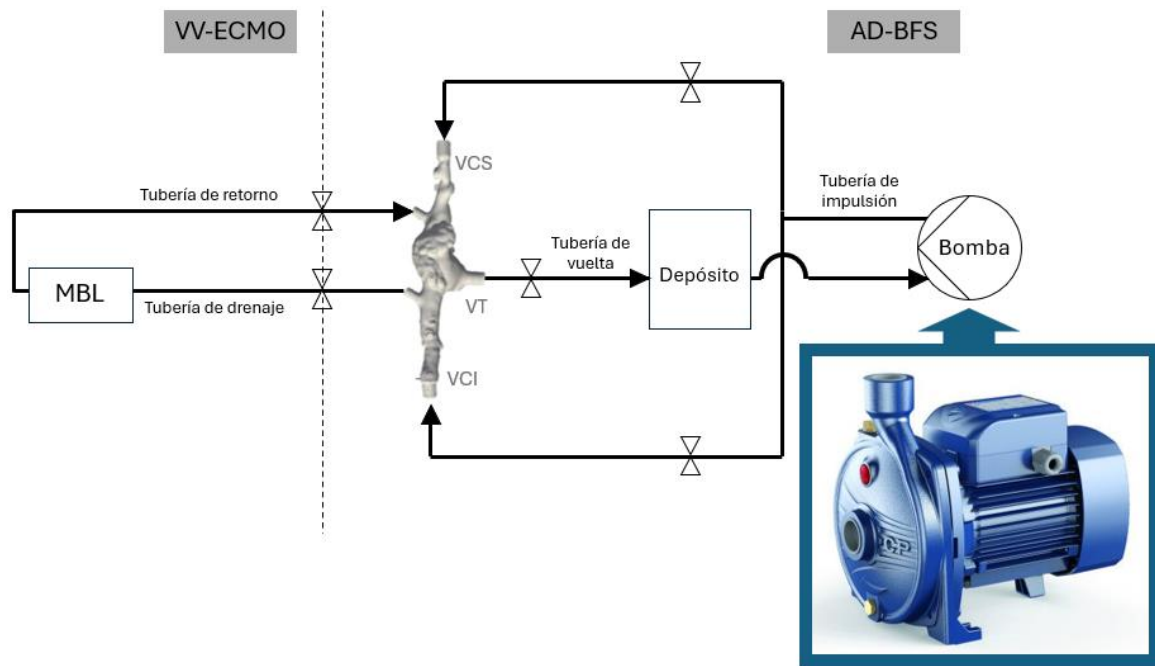 VV-ECMO
AD-BFS
VCS
Tubería de retorno
Tubería de
impulsión
Tubería de
vuelta
Depósito
Bomba
MBL
Tubería de drenaje
VT
VCI
CP